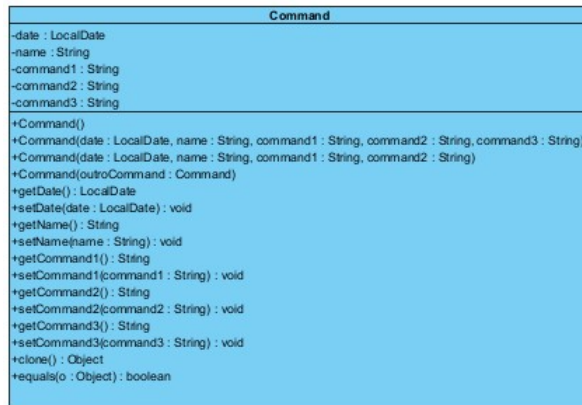 Command
-date : LocalDate
-name : String
-command1 : String
-command2 : String
-command3 : String
+Command()
+Command(date : LocalDate, name : String, command1 : String, command2 : String, command3 : String)
+Command(date : LocalDate, name : String, command1 : String, command2 : String)
+Command(outroCommand : Command)
+getDate() : LocalDate
+setDate(date : LocalDate) : void
+getName() : String
+setName(name : String) : void
+getCommand1() : String
+setCommand1(command1 : String) : void
+getCommand2() : String
+setCommand2(command2 : String) : void
+getCommand3() : String
+setCommand3(command3 : String) : void
+clone() : Object
+equals(o : Object) : boolean